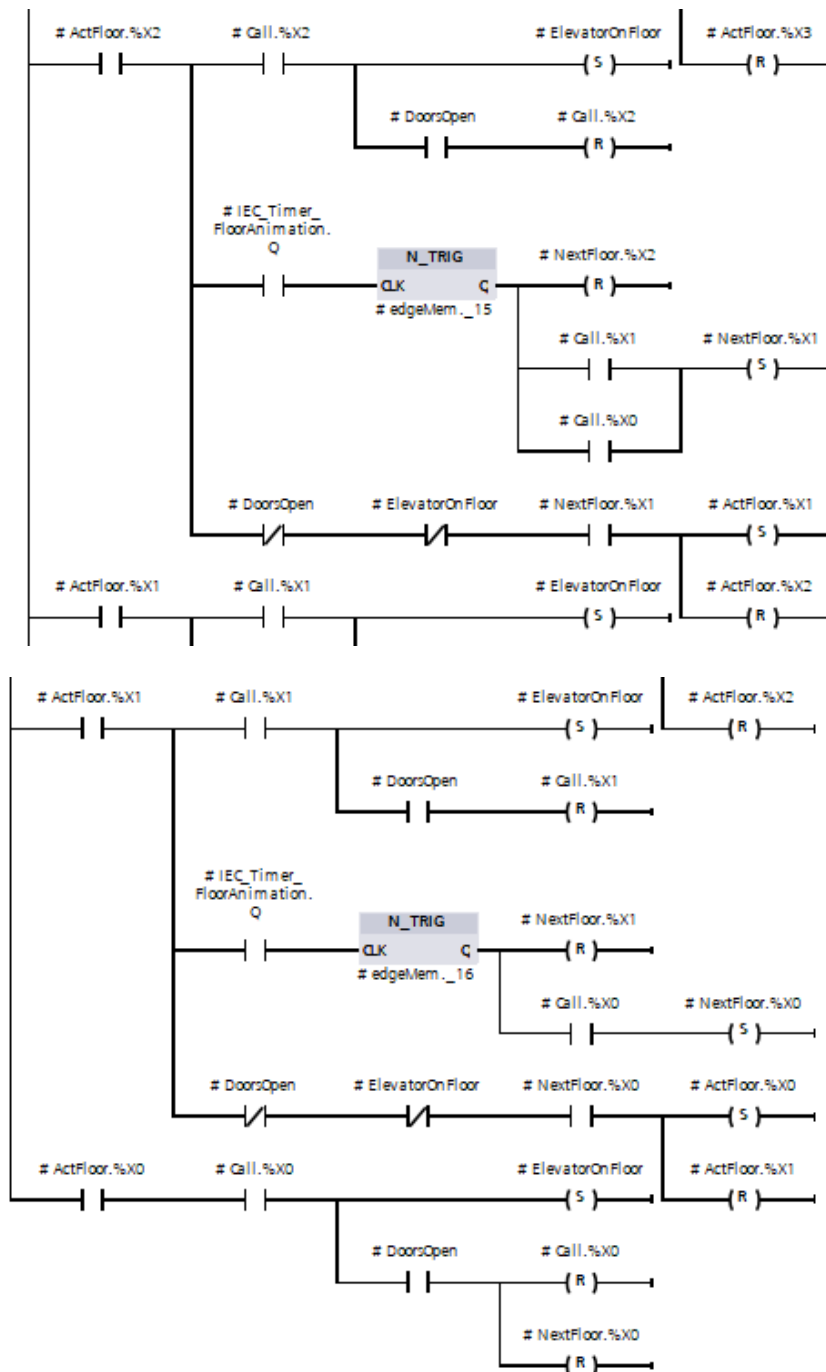 # ActFloor.%X2 # Call.%X2 # ElevatorOnFloor # ActFloor.%X3
( S ) ( R )
# DoorsOpen # Call.%X2
( R )
# IEC_Timer_
FloorAnimation.
Q
N_TRIG # NextFloor.%X2
CLK Q ( R )
# edgeMem._15
# Call.%X1 # NextFloor.%X1
( S )
# Call.%X0
# DoorsOpen # ElevatorOnFloor # NextFloor.%X1 # ActFloor.%X1
( S )
# ActFloor.%X1 # Call.%X1 # ElevatorOnFloor # ActFloor.%X2
( S ) ( R )
# ActFloor.%X1 # Call.%X1 # ElevatorOnFloor # ActFloor.%X2
( S ) ( R )
# DoorsOpen # Call.%X1
( R )
# IEC_Timer_
FloorAnimation.
Q
N_TRIG # NextFloor.%X1
CLK Q ( R )
# edgeMem._16
# Call.%X0 # NextFloor.%X0
( S )
# DoorsOpen # ElevatorOnFloor # NextFloor.%X0 # ActFloor.%X0
( S )
# ActFloor.%X0 # Call.%X0 # ElevatorOnFloor # ActFloor.%X1
( S ) ( R )
# DoorsOpen # Call.%X0
( R )
# NextFloor.%X0
( R )